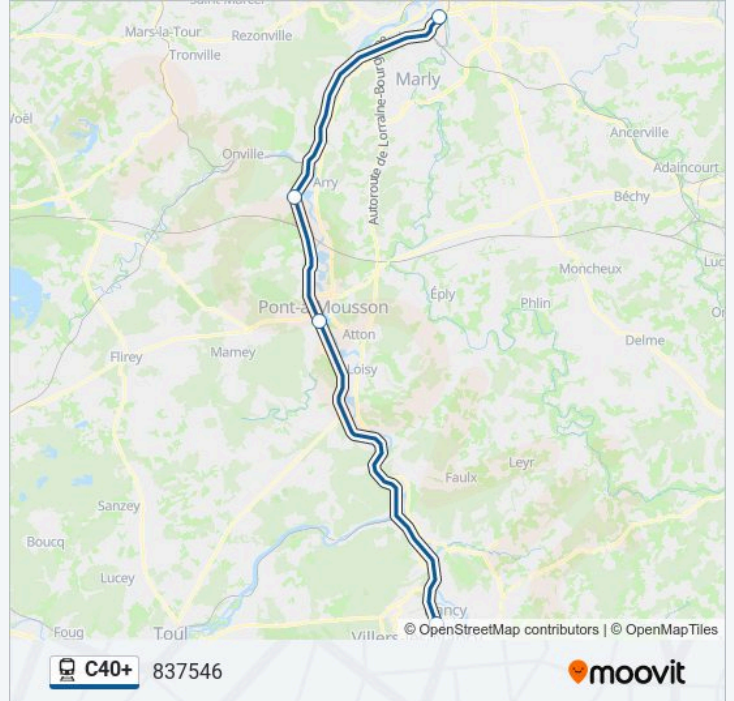 Saint-Marcel
Mars-la-Tour
Rezonville
Tronville
Marly
Autoroute de Lorraine-Bourgogne
Ancerville
Onville
Adaincourt
Arry
Béchy
Moncheux
Luc
Éply
Phlin
Pont-à-Mousson
Atton
Delme
Flirey
Mamey
Loisy
Leyr
Faulx
Sanzey
Boucq
Lucey
ancy
Foug
Toul
Villers
© OpenStreetMap contributors | © OpenMapTiles
C40+ 837546
moovit